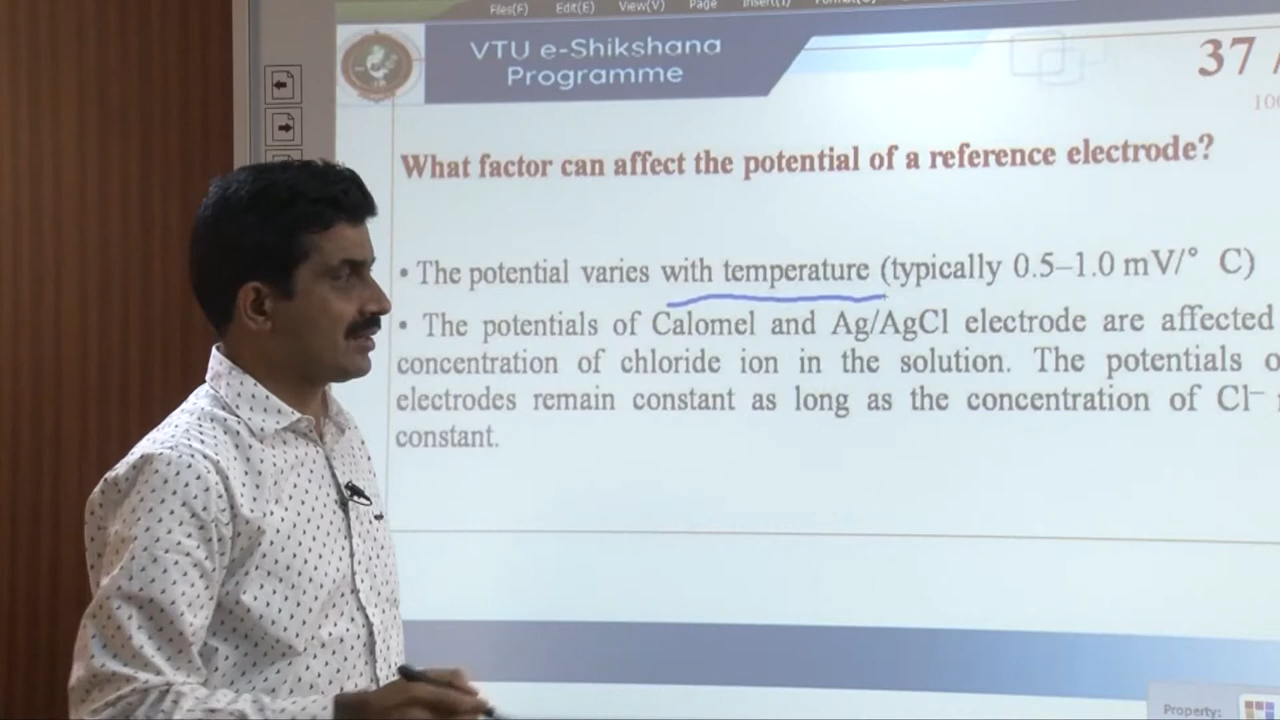 Files(F) Edit(E) View(V) Page Insert(I) Format(O)
VTU e-Shikshana
Programme
37 /
What factor can affect the potential of a reference electrode?
• The potential varies with temperature (typically 0.5–1.0 mV/° C)
• The potentials of Calomel and Ag/AgCl electrode are affected
concentration of chloride ion in the solution. The potentials
electrodes remain constant as long as the concentration of Cl⁻
constant.
Property: